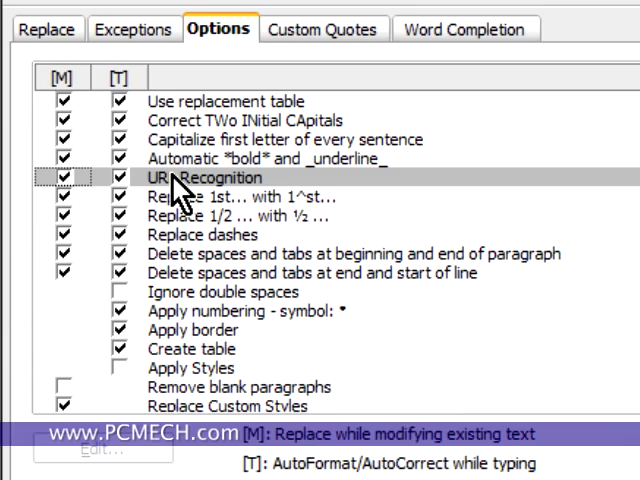 Replace Exceptions Options Custom Quotes Word Completion
[M] [T]
Use replacement table
Correct TWo INitial CApitals
Capitalize first letter of every sentence
Automatic *bold* and _underline_
Recognition
1st... with 1^st...
Replace 1/2 ... with ½ ...
Replace dashes
Delete spaces and tabs at beginning and end of paragraph
Delete spaces and tabs at end and start of line
Ignore double spaces
Apply numbering - symbol: •
Apply border
Create table
Apply Styles
Remove blank paragraphs
Replace Custom Styles
www.PCMECH.com [M]: Replace while modifying existing text
Edit...
[T]: AutoFormat/AutoCorrect while typing